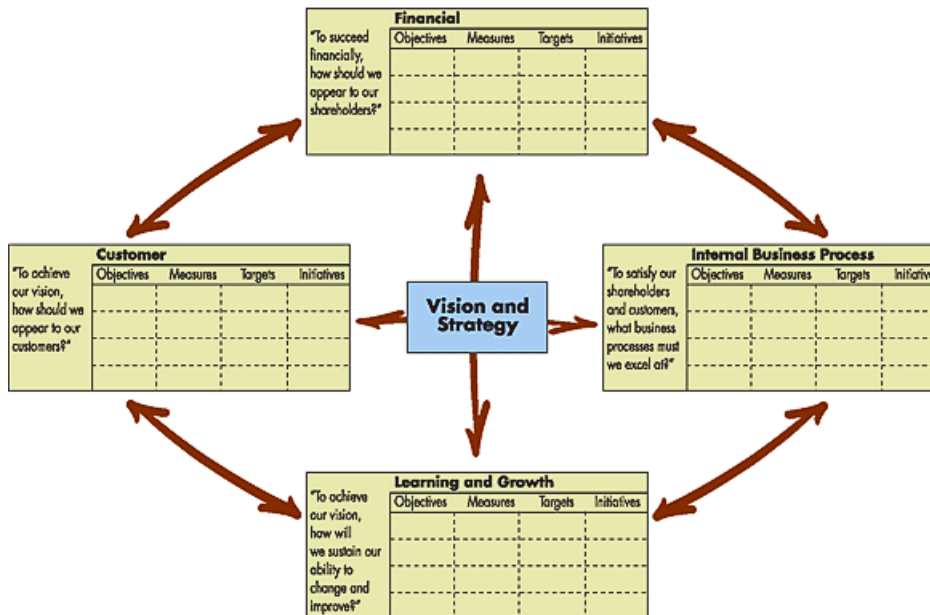 Financial
"To succeed
financially,
how should we
appear to our
shareholders?"
Objectives Measures Targets Initiatives
Customer
"To achieve
our vision,
how should we
appear to our
customers?"
Objectives Measures Targets Initiatives
Vision and
Strategy
Internal Business Process
"To satisfy our
shareholders
and customers,
what business
processes must
we excel at?"
Objectives Measures Targets
Learning and Growth
"To achieve
our vision,
how will
we sustain our
ability to
change and
improve?"
Objectives Measures Targets Initiatives